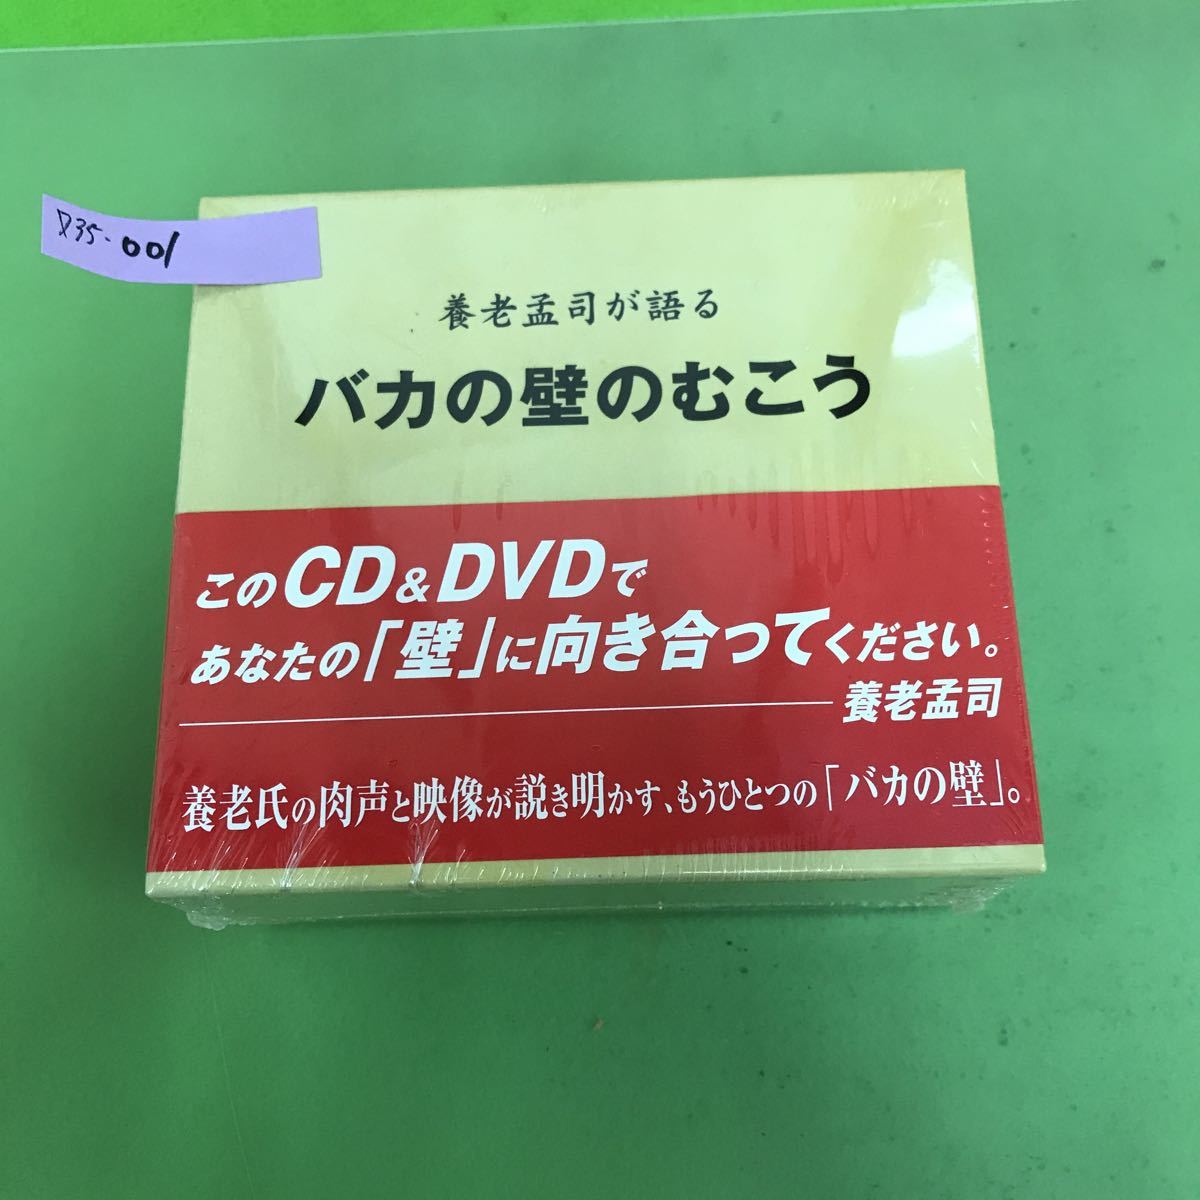 D35-001
養老孟司が語る
バカの壁のむこう
このCD&DVDで
あなたの「壁」に向き合ってください。
養老孟司
養老氏の肉声と映像が説き明かす、もうひとつの「バカの壁」。